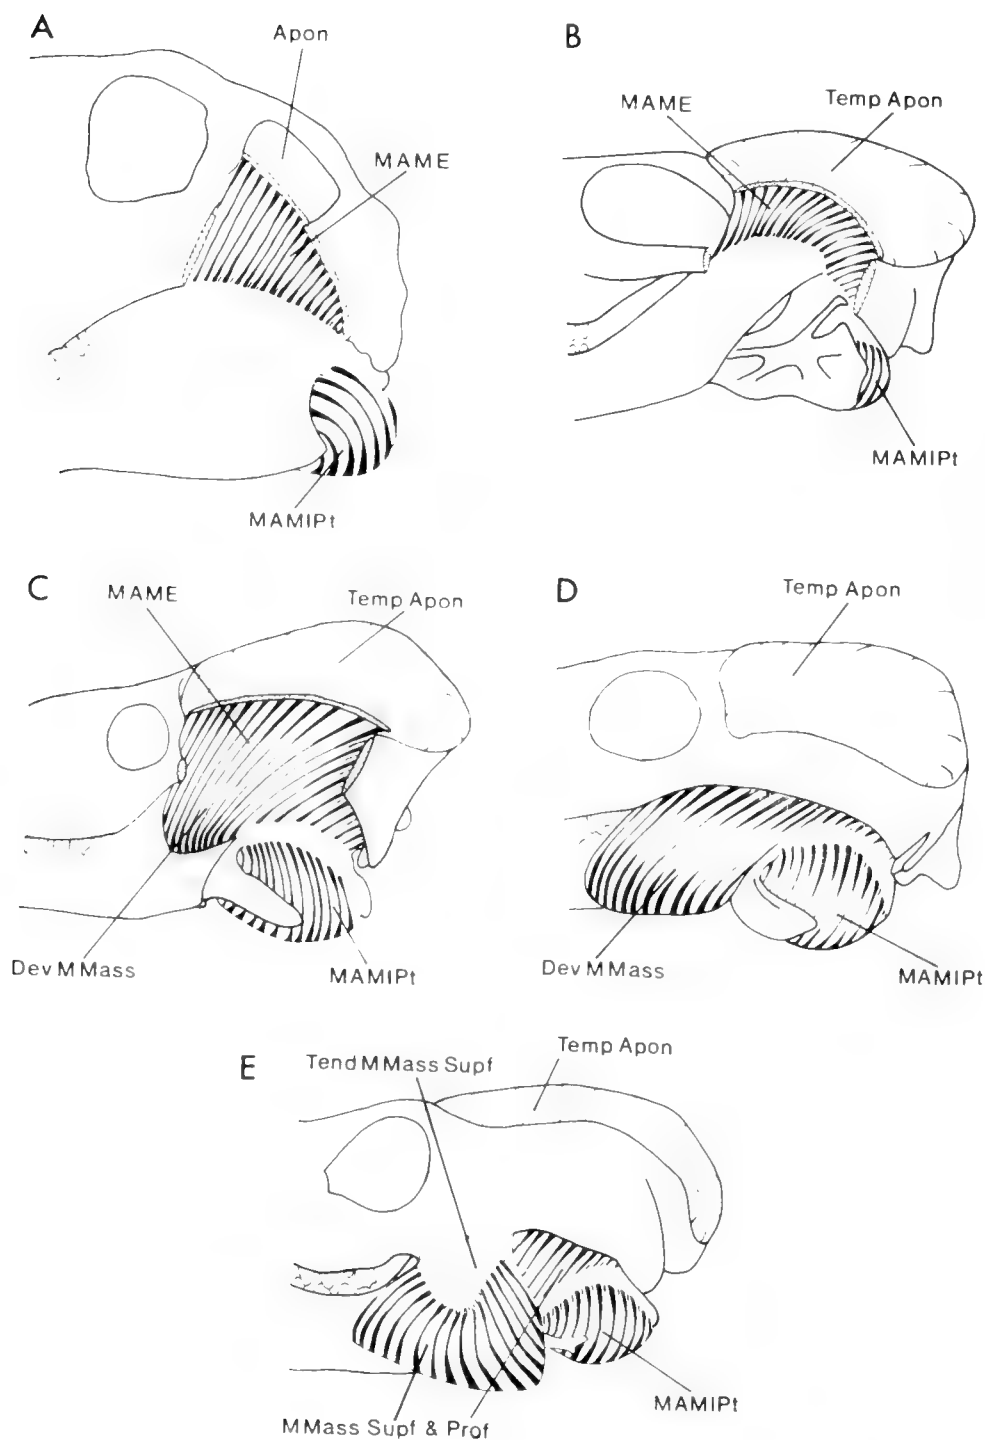 A
Apon
MAME
MAMIPt
B
MAME
Temp Apon
MAMIPt
C
MAME
Temp Apon
Dev M Mass
MAMIPt
D
Temp Apon
Dev M Mass
MAMIPt
E
Tend M Mass Supf
Temp Apon
MAMIPt
M Mass Supf & Prof